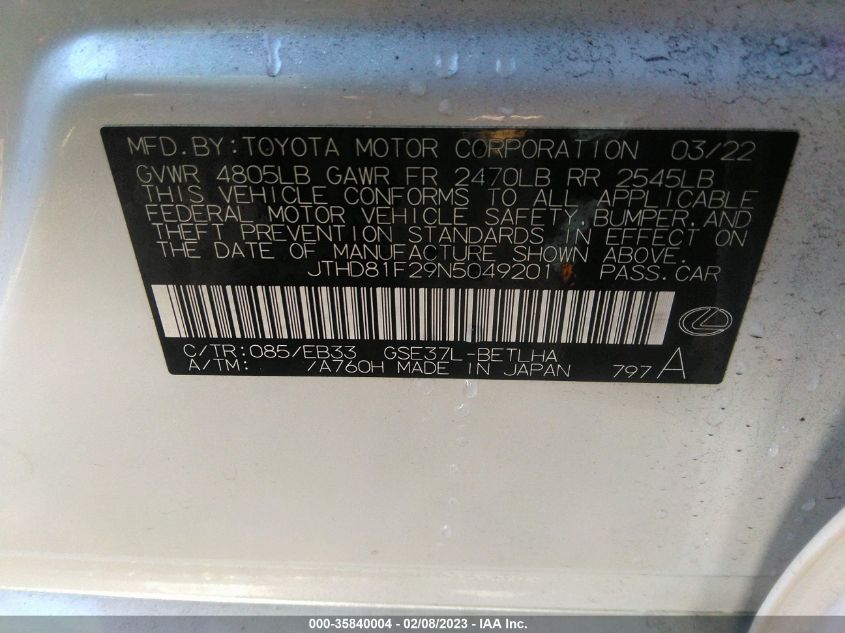 MFD.BY:TOYOTA MOTOR CORPORATION 03/22
GVWR 4805LB GAWR FR 2470LB RR 2545LB
THIS VEHICLE CONFORMS TO ALL APPLICABLE
FEDERAL MOTOR VEHICLE SAFETY,BUMPER,AND
THEFT PREVENTION STANDARDS IN EFFECT ON
THE DATE OF MANUFACTURE SHOWN ABOVE.
JTHD81F29N5049201 PASS.CAR
C/TR:085/EB33 GSE37L-BETLHA
A/TM: /A760H MADE IN JAPAN 797A
000-35840004 - 02/08/2023 - IAA Inc.